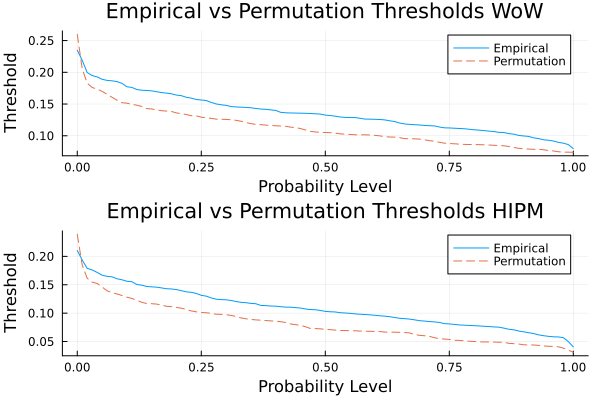 Empirical vs Permutation Thresholds WoW
Threshold
0.25
0.20
0.15
0.10
Empirical
Permutation
0.00
0.25
0.50
0.75
1.00
Probability Level
Empirical vs Permutation Thresholds HIPM
Threshold
0.20
0.15
0.10
0.05
Empirical
Permutation
0.00
0.25
0.50
0.75
1.00
Probability Level